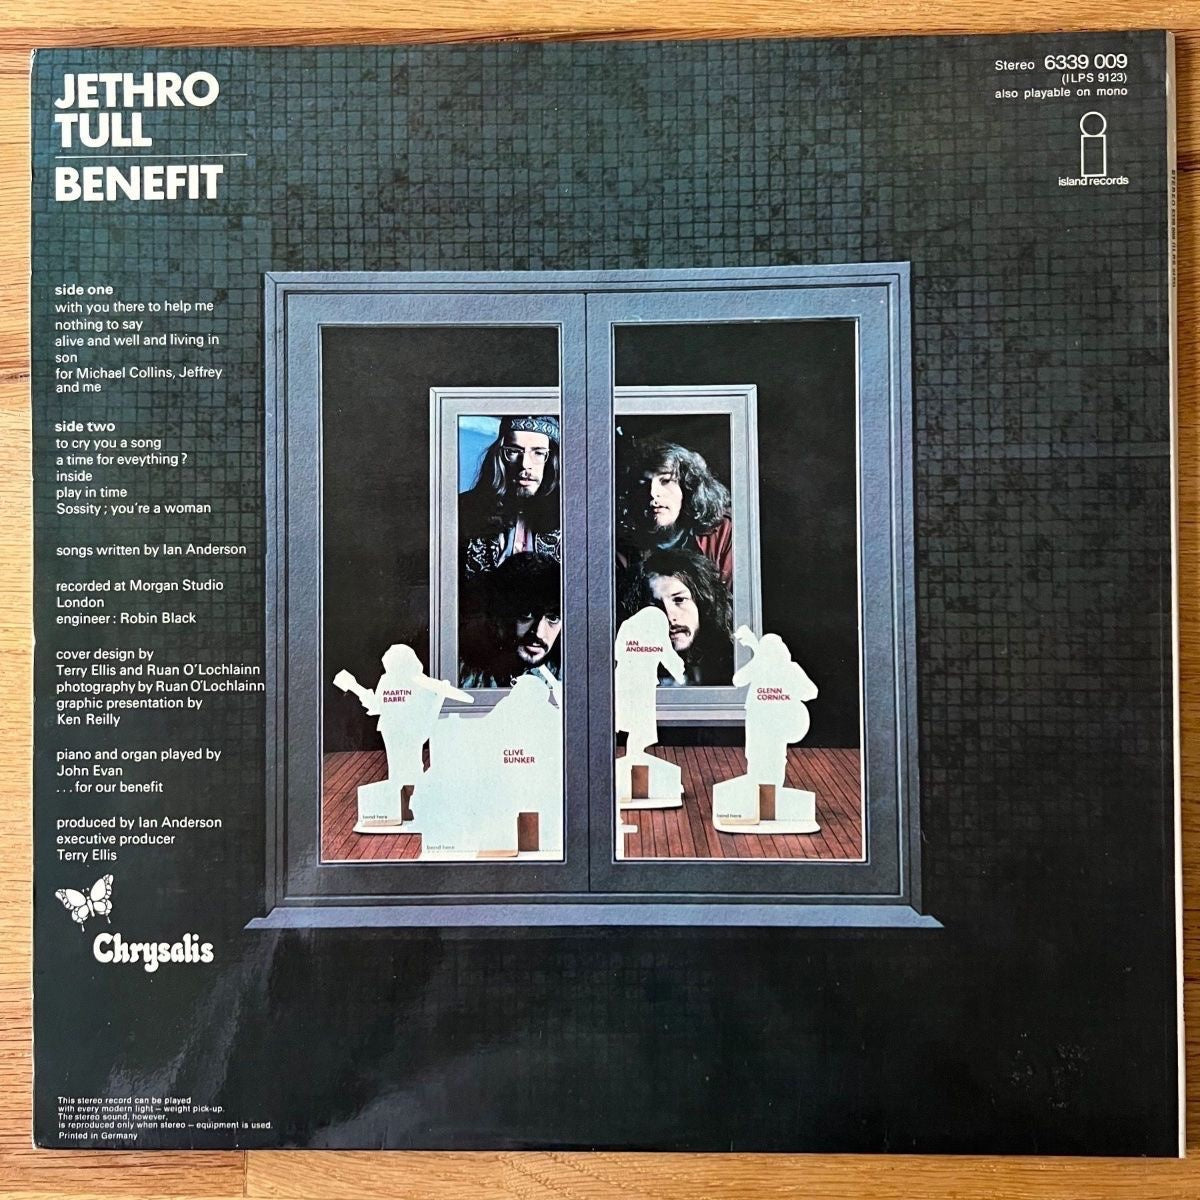 JETHRO
TULL
BENEFIT
Stereo 6339 009
(ILPS 9123)
also playable on mono
island records
side one
with you there to help me
nothing to say
alive and well and living in
son
for Michael Collins, Jeffrey
and me
side two
to cry you a song
a time for eveything?
inside
play in time
Sossity; you're a woman
songs written by Ian Anderson
recorded at Morgan Studio
London
engineer: Robin Black
cover design by
Terry Ellis and Ruan O'Lochlainn
photography by Ruan O'Lochlainn
graphic presentation by
Ken Reilly
piano and organ played by
John Evan
...for our benefit
produced by Ian Anderson
executive producer
Terry Ellis
Chrysalis
MARTIN
BARRE
CLIVE
BUNKER
IAN
ANDERSON
GLENN
CORNICK
bend here
bend here
bend here
This stereo record can be played
with every modern light – weight pick-up.
The stereo sound, however,
is reproduced only when stereo – equipment is used.
Printed in Germany